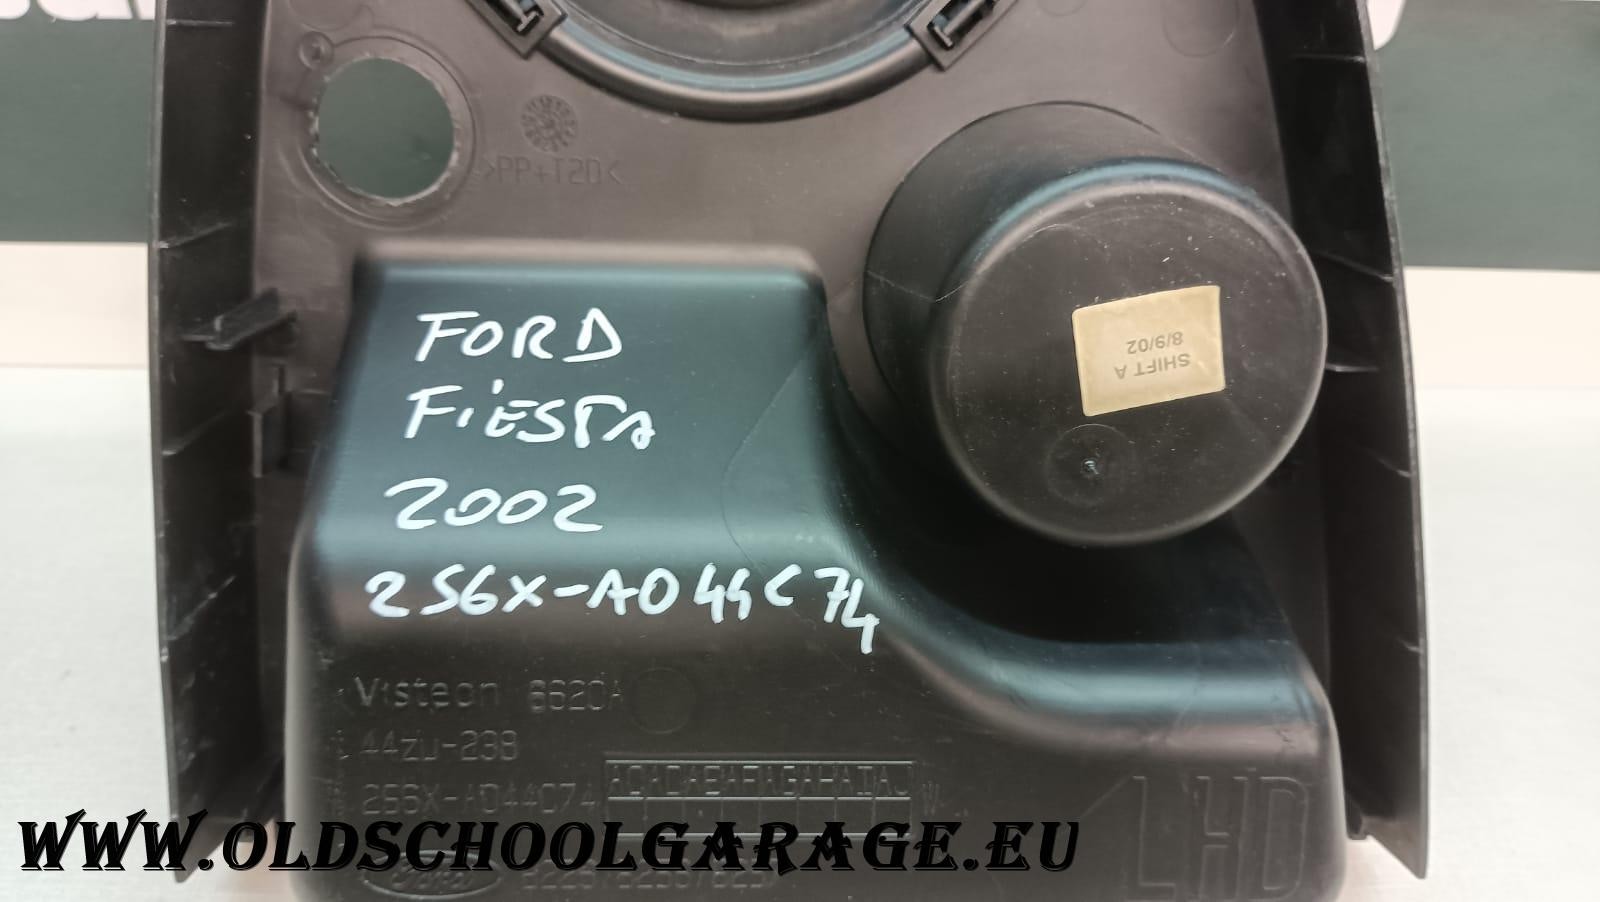 >PP+T20<
SHIFT A
8/9/02
FORD
FiESTA
2002
2S6X-A044C74
Visteon 6620A
44ZU-238
2S6X-A044C74
ACADAEAFAGAHAIAJ
LHD
WWW.OLDSCHOOLGARAGE.EU